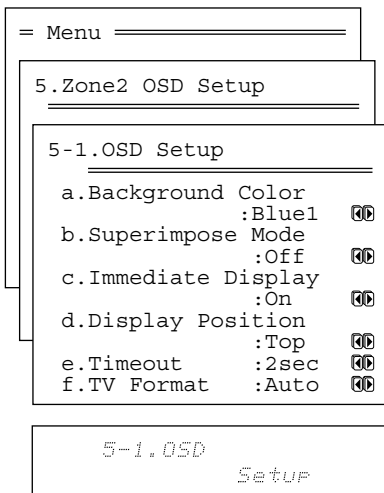 = Menu
5.Zone2 OSD Setup
5-1.OSD Setup
a.Background Color
:Blue1
b.Superimpose Mode
:Off
c.Immediate Display
:On
d.Display Position
:Top
e.Timeout :2sec
f.TV Format :Auto
5-1.OSD
Setup